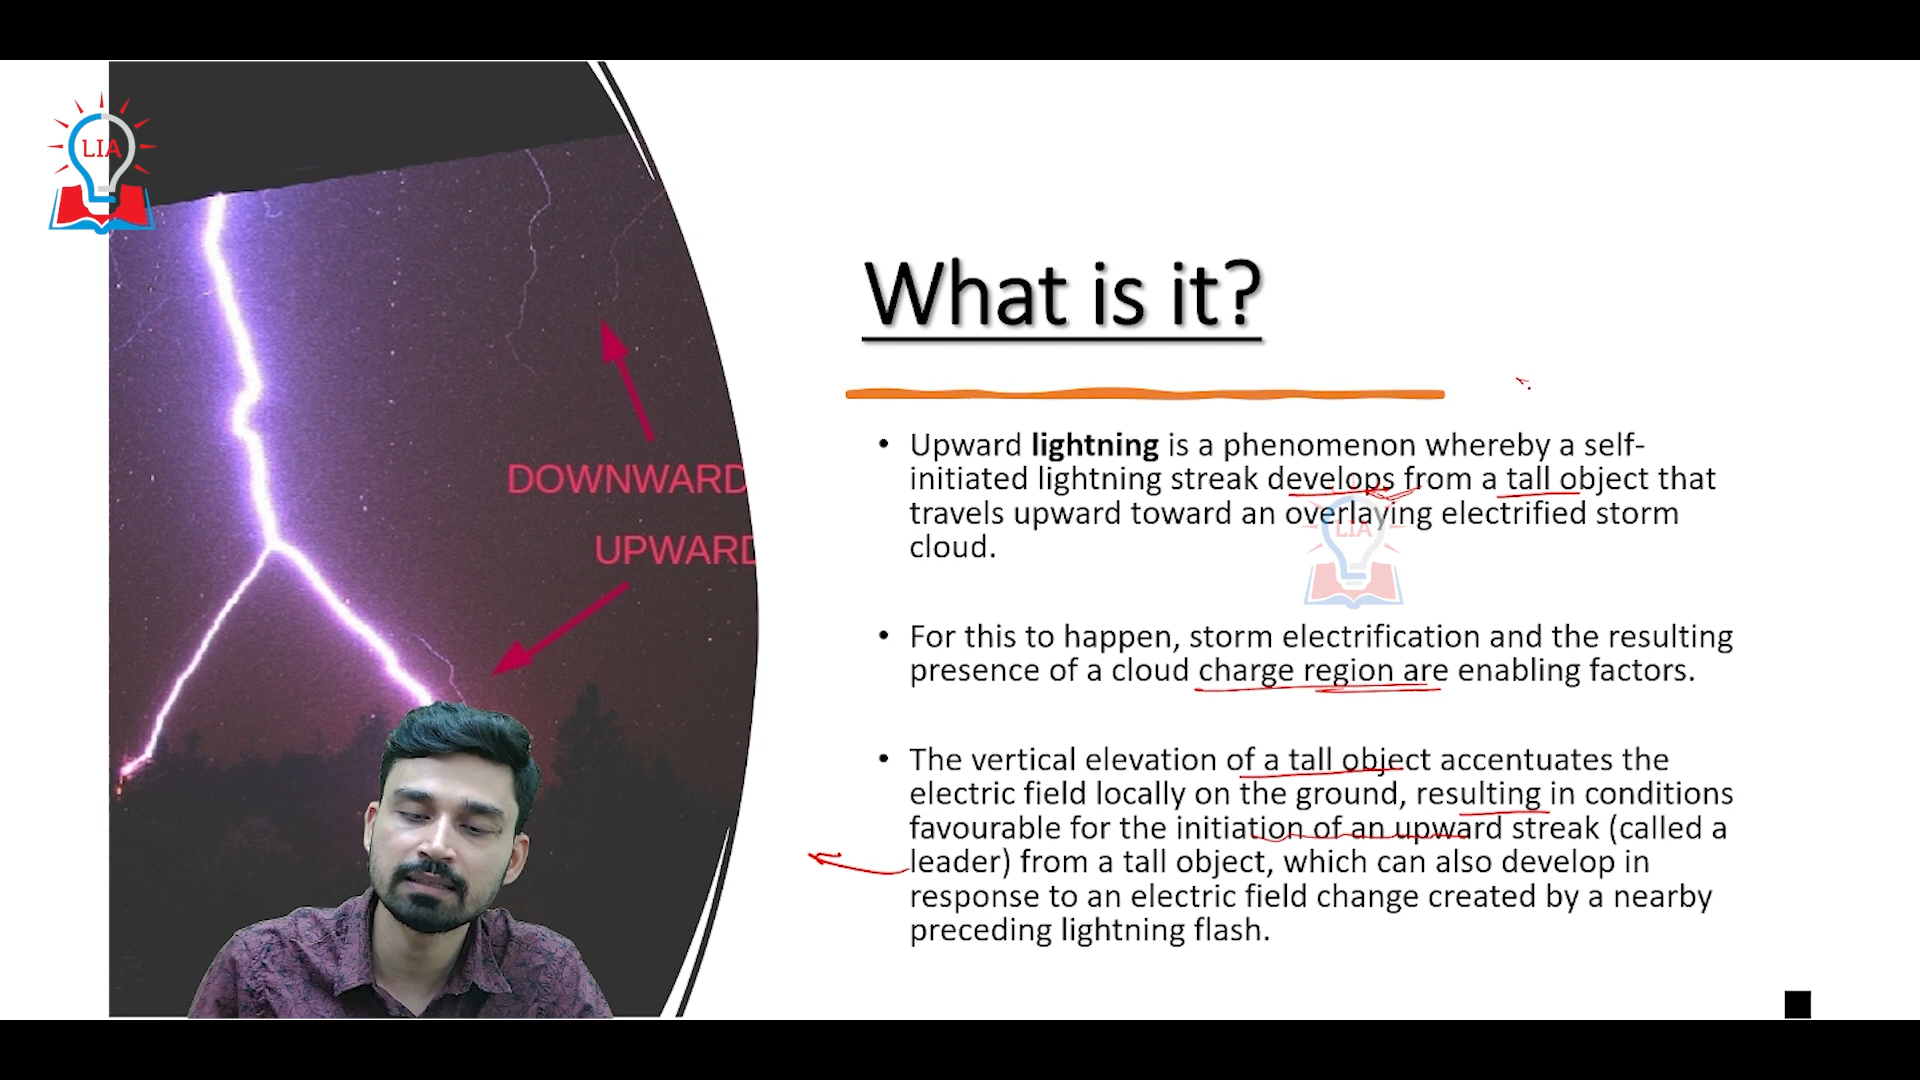 LIA
DOWNWARD
UPWARD
What is it?
• Upward lightning is a phenomenon whereby a self-
initiated lightning streak develops from a tall object that
travels upward toward an overlaying electrified storm
cloud.
LIA
• For this to happen, storm electrification and the resulting
presence of a cloud charge region are enabling factors.
• The vertical elevation of a tall object accentuates the
electric field locally on the ground, resulting in conditions
favourable for the initiation of an upward streak (called a
leader) from a tall object, which can also develop in
response to an electric field change created by a nearby
preceding lightning flash.